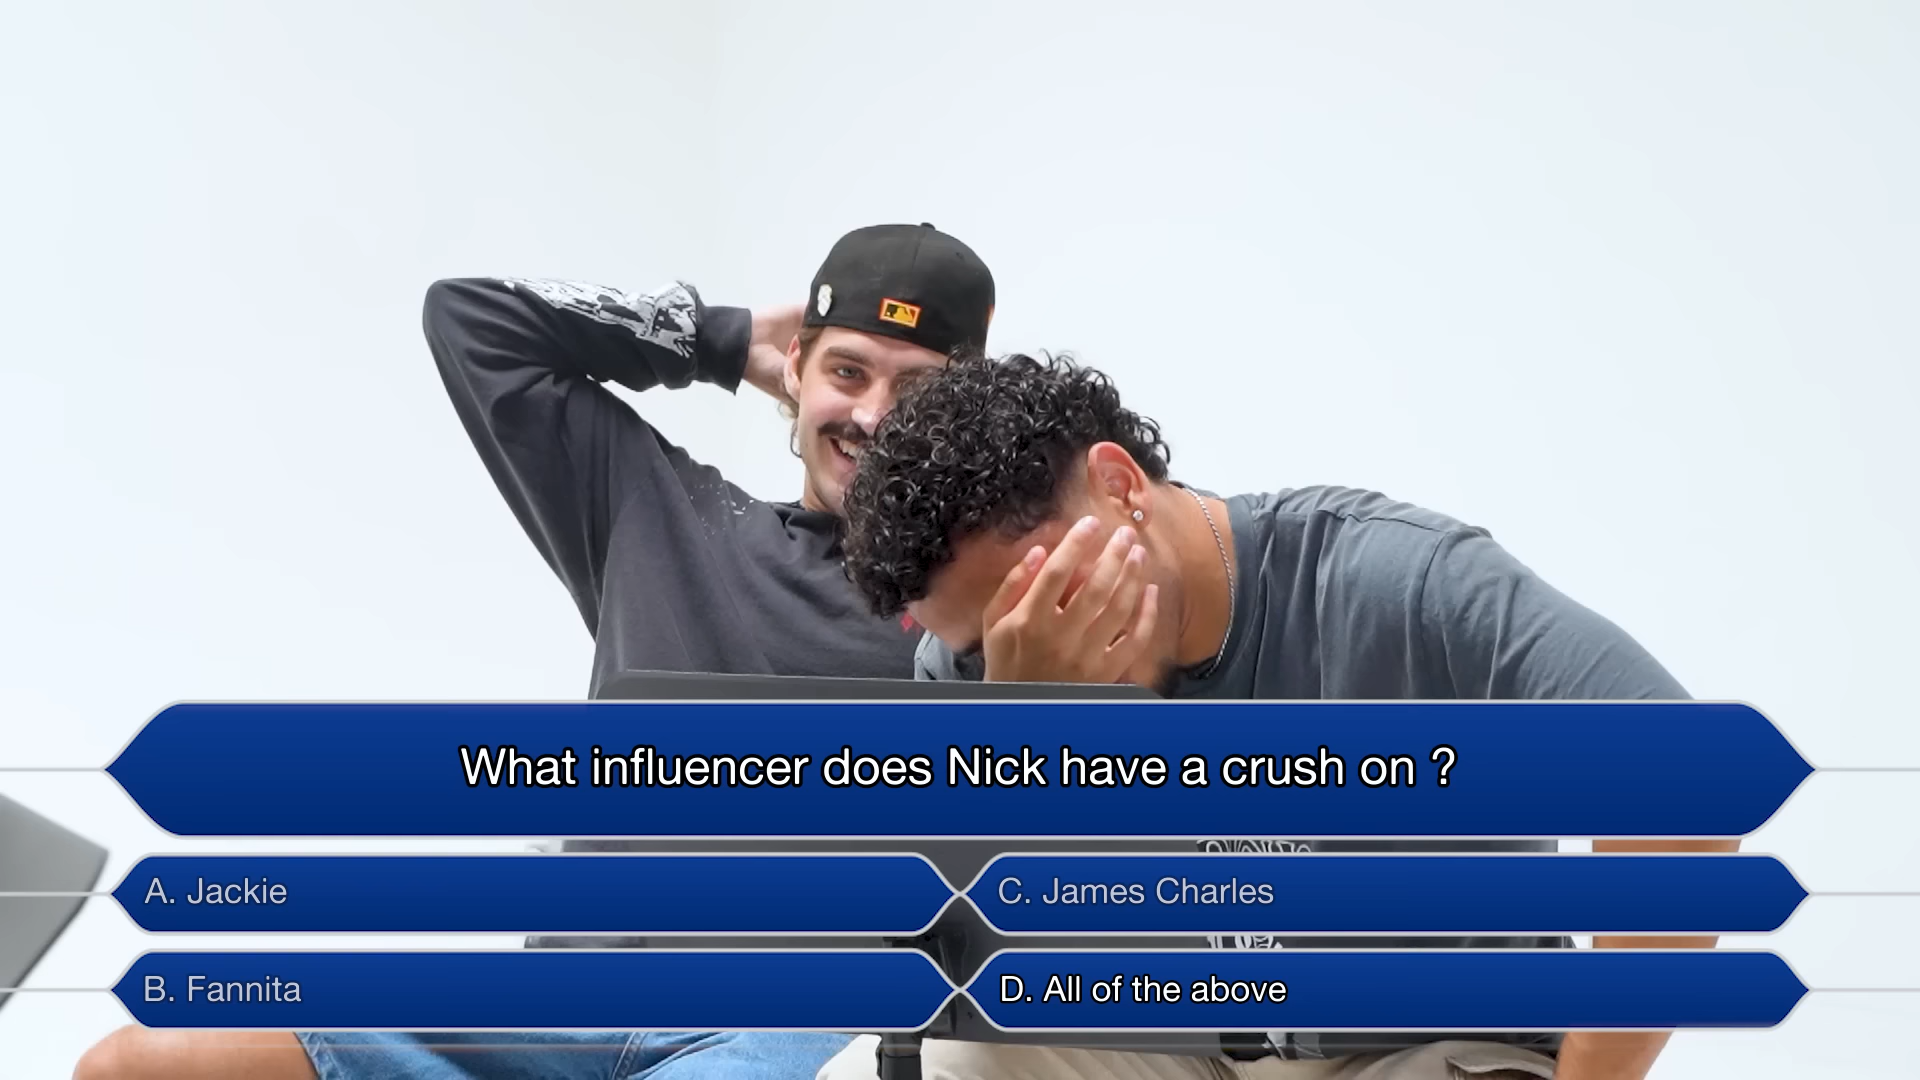 What influencer does Nick have a crush on ?
A. Jackie
C. James Charles
B. Fannita
D. All of the above